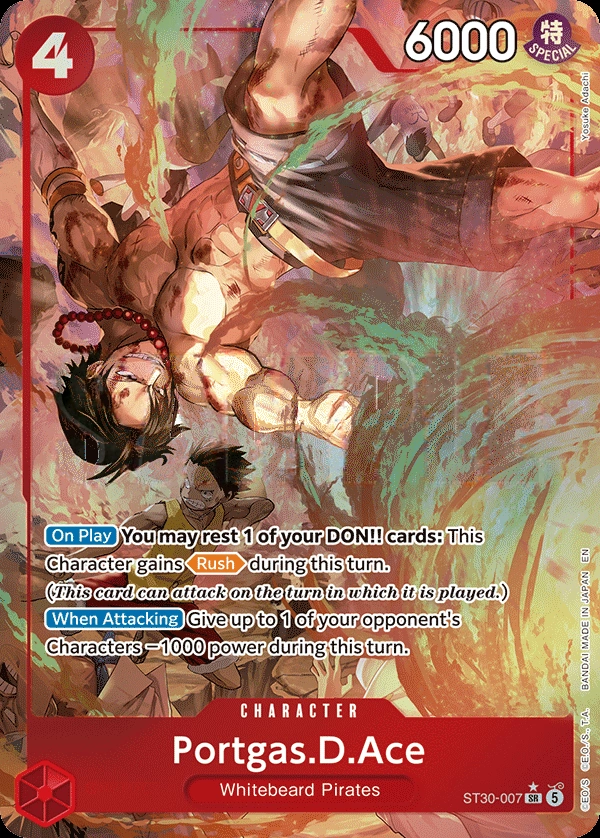 4
6000
特
SPECIAL
Yosuke Adachi
On Play You may rest 1 of your DON!! cards: This
Character gains Rush during this turn.
(This card can attack on the turn in which it is played.)
When Attacking Give up to 1 of your opponent's
Characters −1000 power during this turn.
CHARACTER
Portgas.D.Ace
Whitebeard Pirates
ST30-007 SR 5
©E.O/S. ©E.O./S., T.A. BANDAI MADE IN JAPAN EN